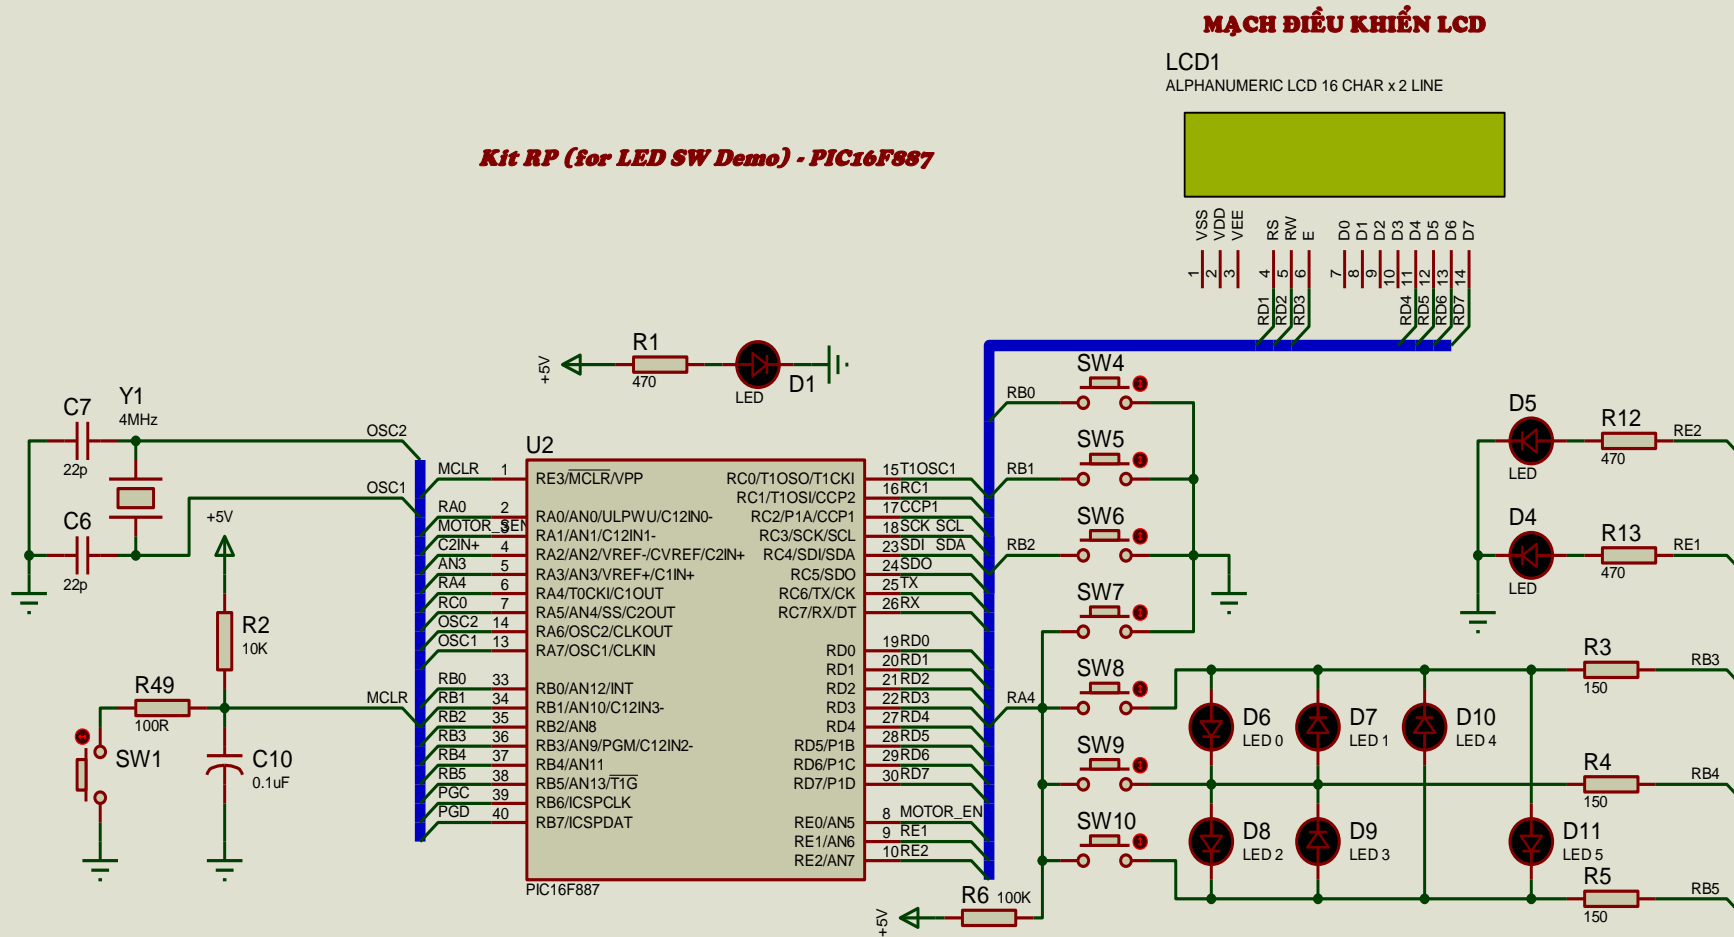 MẠCH ĐIỀU KHIỂN LCD
LCD1
ALPHANUMERIC LCD 16 CHAR x 2 LINE
Kit RP (for LED SW Demo) - PIC16F887
VSS
VDD
VEE
RS
RW
E
D0
D1
D2
D3
D4
D5
D6
D7
1
2
3
4
5
6
7
8
9
10
11
12
13
14
RD1
RD2
RD3
RD4
RD5
RD6
RD7
+5V
R1
470
LED
D1
C7
22p
Y1
4MHz
C6
22p
OSC2
OSC1
+5V
R2
10K
R49
100R
MCLR
SW1
C10
0.1uF
U2
MCLR 1 RE3/MCLR/VPP
RA0 2 RA0/AN0/ULPWU/C12IN0-
MOTOR_SEN 3 RA1/AN1/C12IN1-
C2IN+ 4 RA2/AN2/VREF-/CVREF/C2IN+
AN3 5 RA3/AN3/VREF+/C1IN+
RA4 6 RA4/T0CKI/C1OUT
RC0 7 RA5/AN4/SS/C2OUT
OSC2 14 RA6/OSC2/CLKOUT
OSC1 13 RA7/OSC1/CLKIN
RB0 33 RB0/AN12/INT
RB1 34 RB1/AN10/C12IN3-
RB2 35 RB2/AN8
RB3 36 RB3/AN9/PGM/C12IN2-
RB4 37 RB4/AN11
RB5 38 RB5/AN13/T1G
PGC 39 RB6/ICSPCLK
PGD 40 RB7/ICSPDAT
RC0/T1OSO/T1CKI 15 T1OSC1
RC1/T1OSI/CCP2 16 RC1
RC2/P1A/CCP1 17 CCP1
RC3/SCK/SCL 18 SCK_SCL
RC4/SDI/SDA 23 SDI_SDA
RC5/SDO 24 SDO
RC6/TX/CK 25 TX
RC7/RX/DT 26 RX
RD0 19 RD0
RD1 20 RD1
RD2 21 RD2
RD3 22 RD3
RD4 27 RD4
RD5/P1B 28 RD5
RD6/P1C 29 RD6
RD7/P1D 30 RD7
RE0/AN5 8 MOTOR_EN
RE1/AN6 9 RE1
RE2/AN7 10 RE2
PIC16F887
RB0
SW4
RB1
SW5
RB2
SW6
SW7
RA4
SW8
SW9
SW10
+5V
R6 100K
D5
LED
R12
470
RE2
D4
LED
R13
470
RE1
R3
150
RB3
D6
LED 0
D7
LED 1
D10
LED 4
R4
150
RB4
D8
LED 2
D9
LED 3
D11
LED 5
R5
150
RB5